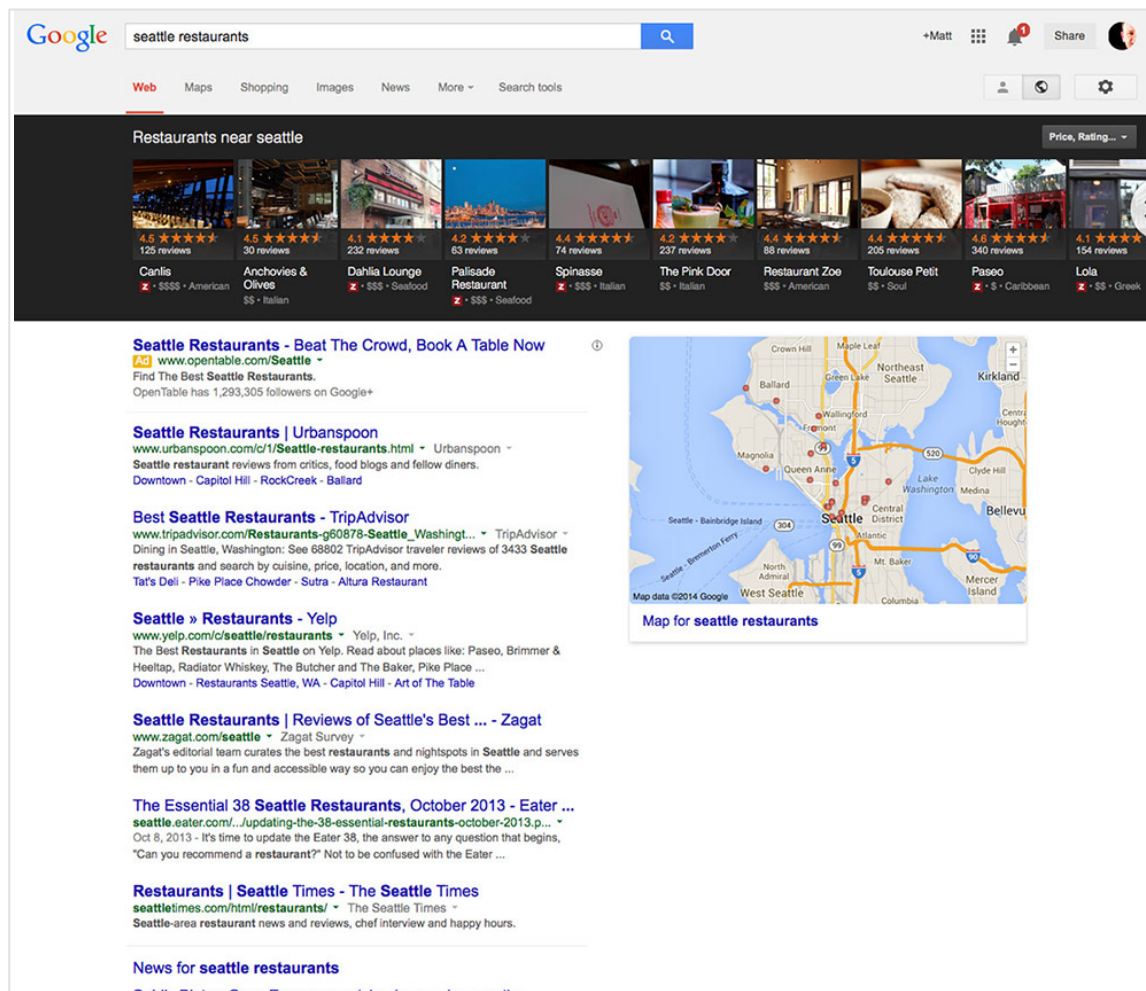 Google
seattle restaurants
+Matt
1
Share
Web Maps Shopping Images News More Search tools
Restaurants near seattle
Price, Rating...
4.5
125 reviews
Canlis
Z • $$$$ • American
4.5
30 reviews
Anchovies &
Olives
$$ • Italian
4.1
232 reviews
Dahlia Lounge
Z • $$$ • Seafood
4.2
63 reviews
Palisade
Restaurant
Z • $$$ • Seafood
4.4
74 reviews
Spinasse
Z • $$$ • Italian
4.2
237 reviews
The Pink Door
$$ • Italian
4.4
88 reviews
Restaurant Zoe
$$$ • American
4.4
205 reviews
Toulouse Petit
$$ • Soul
4.6
340 reviews
Paseo
Z • $ • Caribbean
4.1
154 reviews
Lola
Z • $$ • Greek
Seattle Restaurants - Beat The Crowd, Book A Table Now
Ad www.opentable.com/Seattle
Find The Best Seattle Restaurants.
OpenTable has 1,293,305 followers on Google+
Seattle Restaurants | Urbanspoon
www.urbanspoon.com/c/1/Seattle-restaurants.html Urbanspoon
Seattle restaurant reviews from critics, food blogs and fellow diners.
Downtown - Capitol Hill - RockCreek - Ballard
Best Seattle Restaurants - TripAdvisor
www.tripadvisor.com/Restaurants-g60878-Seattle_Washingt... TripAdvisor
Dining in Seattle, Washington: See 68802 TripAdvisor traveler reviews of 3433 Seattle
restaurants and search by cuisine, price, location, and more.
Tat's Deli - Pike Place Chowder - Sutra - Altura Restaurant
Seattle » Restaurants - Yelp
www.yelp.com/c/seattle/restaurants Yelp, Inc.
The Best Restaurants in Seattle on Yelp. Read about places like: Paseo, Brimmer &
Heeltap, Radiator Whiskey, The Butcher and The Baker, Pike Place ...
Downtown - Restaurants Seattle, WA - Capitol Hill - Art of The Table
Seattle Restaurants | Reviews of Seattle's Best ... - Zagat
www.zagat.com/seattle Zagat Survey
Zagat's editorial team curates the best restaurants and nightspots in Seattle and serves
them up to you in a fun and accessible way so you can enjoy the best the ...
The Essential 38 Seattle Restaurants, October 2013 - Eater ...
seattle.eater.com/.../updating-the-38-essential-restaurants-october-2013.p...
Oct 8, 2013 - It's time to update the Eater 38, the answer to any question that begins,
"Can you recommend a restaurant?" Not to be confused with the Eater ...
Restaurants | Seattle Times - The Seattle Times
seattletimes.com/html/restaurants/ The Seattle Times
Seattle-area restaurant news and reviews, chef interview and happy hours.
News for seattle restaurants
Crown Hill
Maple Leaf
Ballard
Green Lake
Northeast
Seattle
Kirkland
Wallingford
Fremont
Centra
Hought
Magnolia
99
5
520
Queen Anne
Clyde Hill
Lake
Washington
Medina
Seattle - Bainbridge Island
304
Seattle
Central
District
Bellevu
Atlantic
99
Seattle - Bremerton Ferry
90
North
Admiral
5
Mt. Baker
Mercer
Island
West Seattle
Columbia
Map data ©2014 Google
Map for seattle restaurants